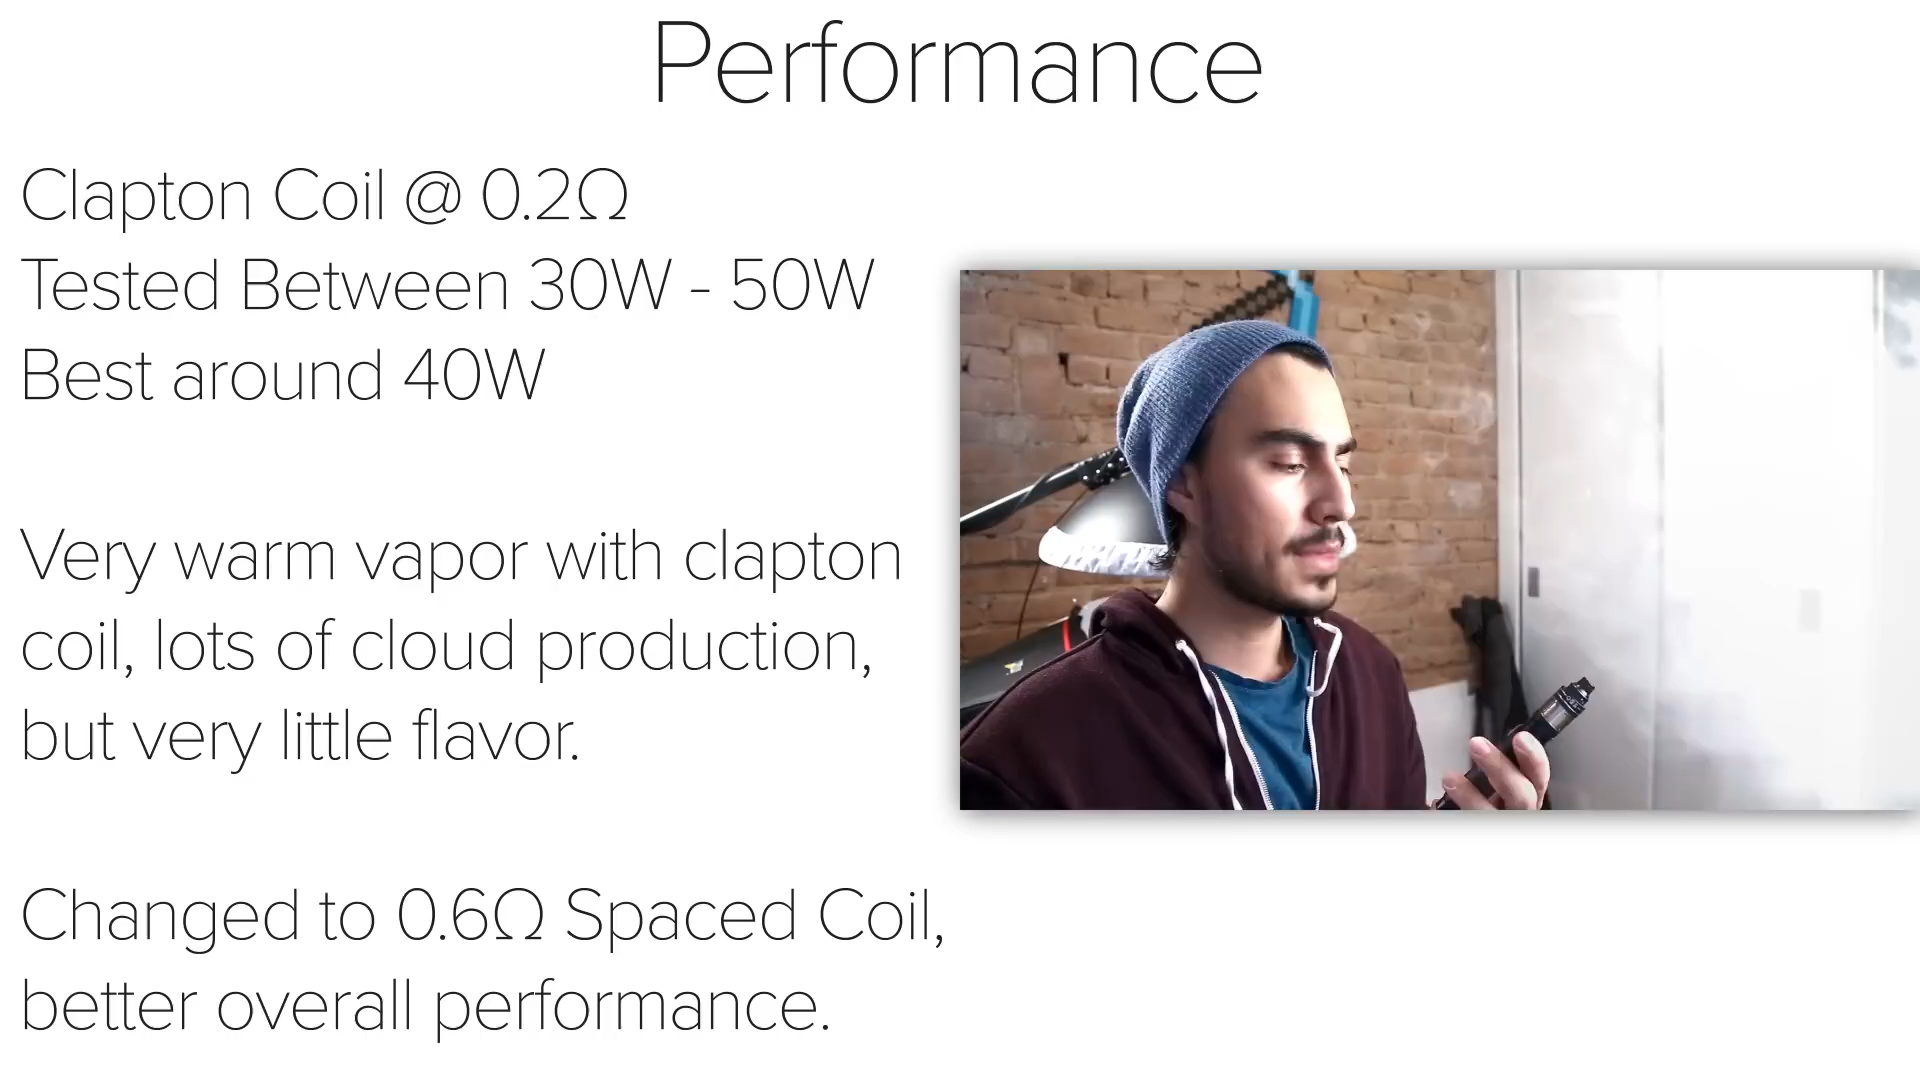 Performance
Clapton Coil @ 0.2Ω
Tested Between 30W - 50W
Best around 40W
Very warm vapor with clapton
coil, lots of cloud production,
but very little flavor.
Changed to 0.6Ω Spaced Coil,
better overall performance.